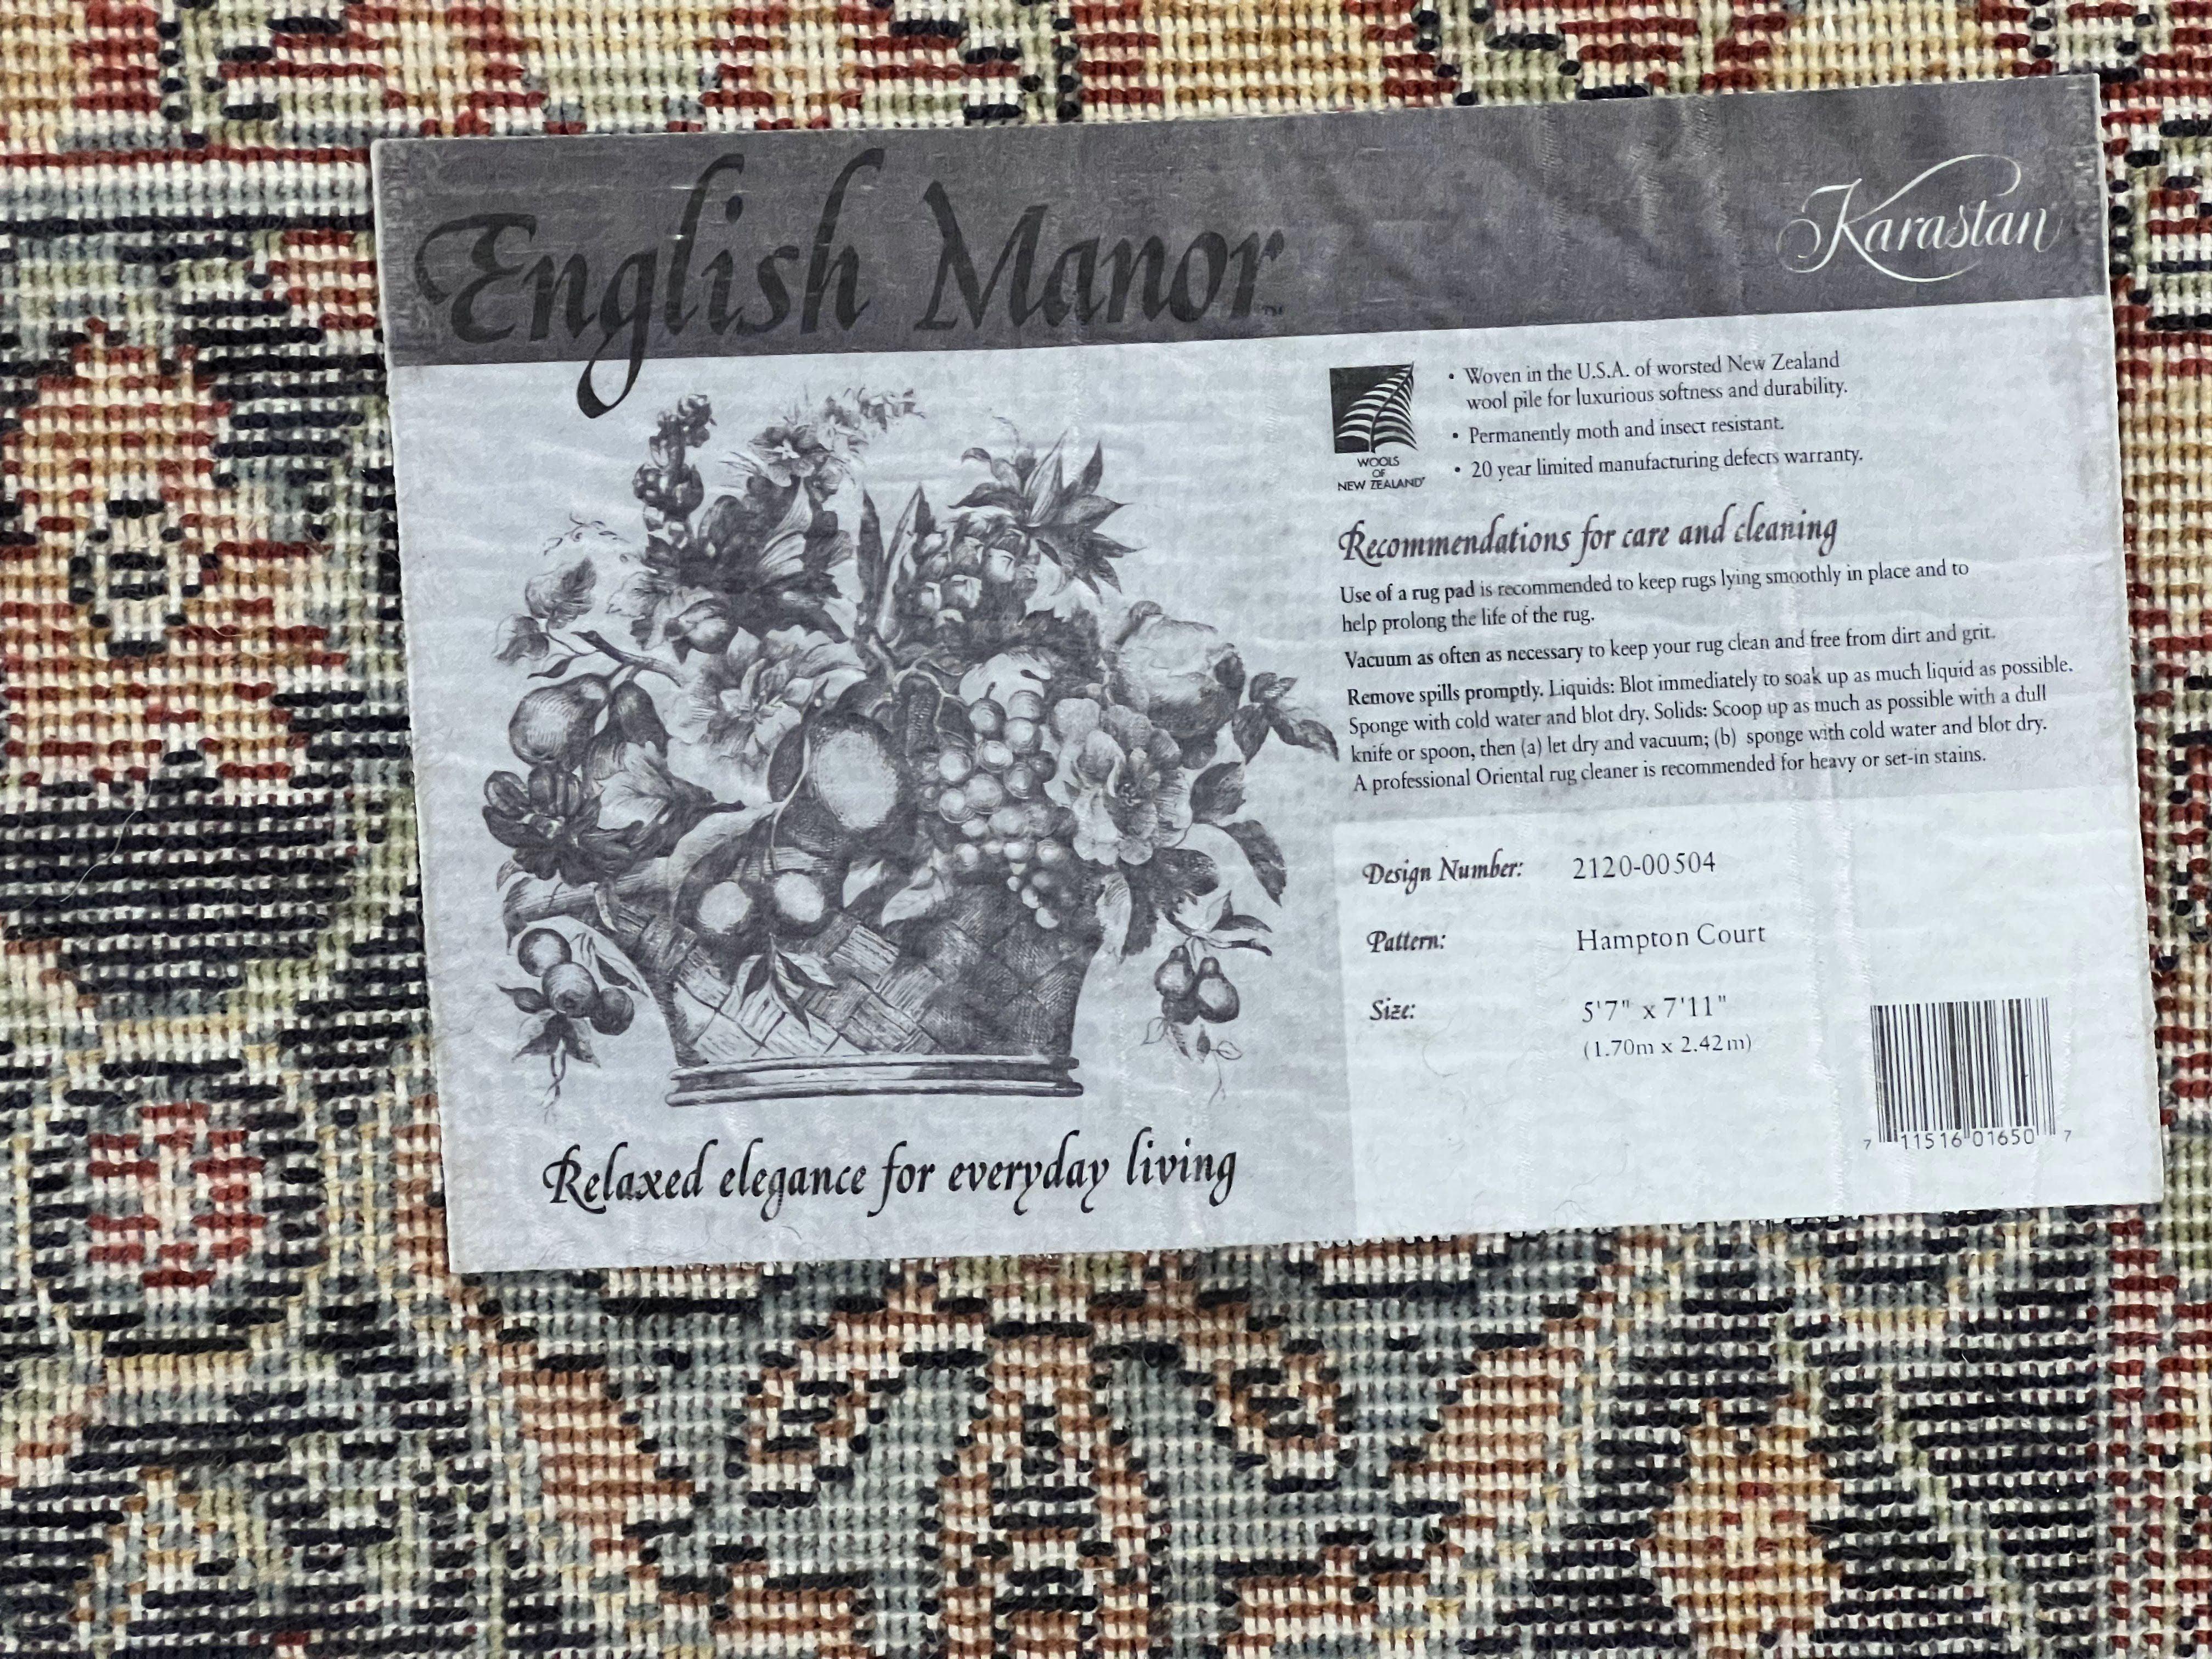 English Manor™
Karastan
WOOLS
OF
NEW ZEALAND®
• Woven in the U.S.A. of worsted New Zealand
wool pile for luxurious softness and durability.
• Permanently moth and insect resistant.
• 20 year limited manufacturing defects warranty.
Recommendations for care and cleaning
Use of a rug pad is recommended to keep rugs lying smoothly in place and to
help prolong the life of the rug.
Vacuum as often as necessary to keep your rug clean and free from dirt and grit.
Remove spills promptly. Liquids: Blot immediately to soak up as much liquid as possible.
Sponge with cold water and blot dry. Solids: Scoop up as much as possible with a dull
knife or spoon, then (a) let dry and vacuum; (b) sponge with cold water and blot dry.
A professional Oriental rug cleaner is recommended for heavy or set-in stains.
Design Number: 2120-00504
Pattern: Hampton Court
Size: 5'7" x 7'11"
(1.70m x 2.42m)
7 11516 01650 7
Relaxed elegance for everyday living